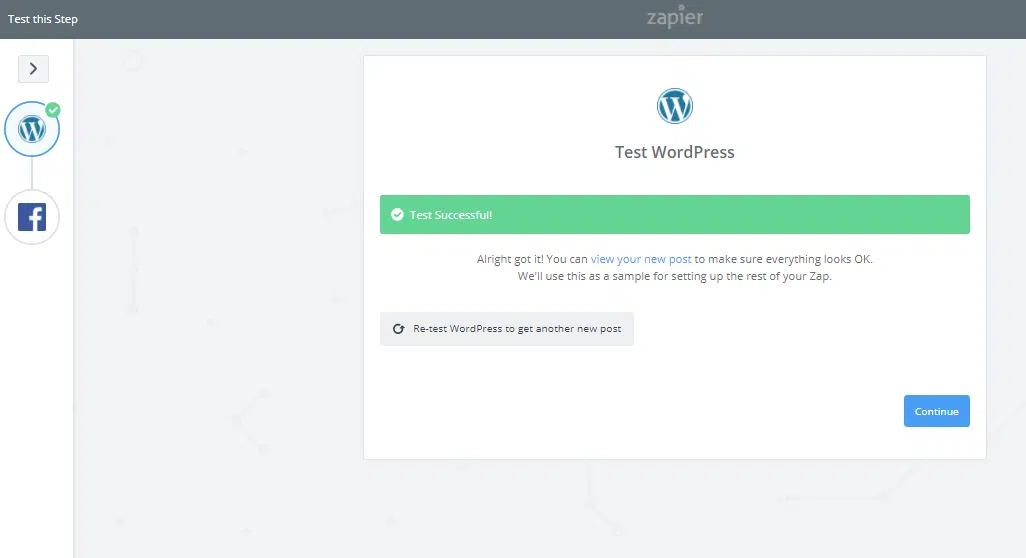 Test this Step
zapier
Test WordPress
Test Successful!
Alright got it! You can view your new post to make sure everything looks OK.
We'll use this as a sample for setting up the rest of your Zap.
Re-test WordPress to get another new post
Continue